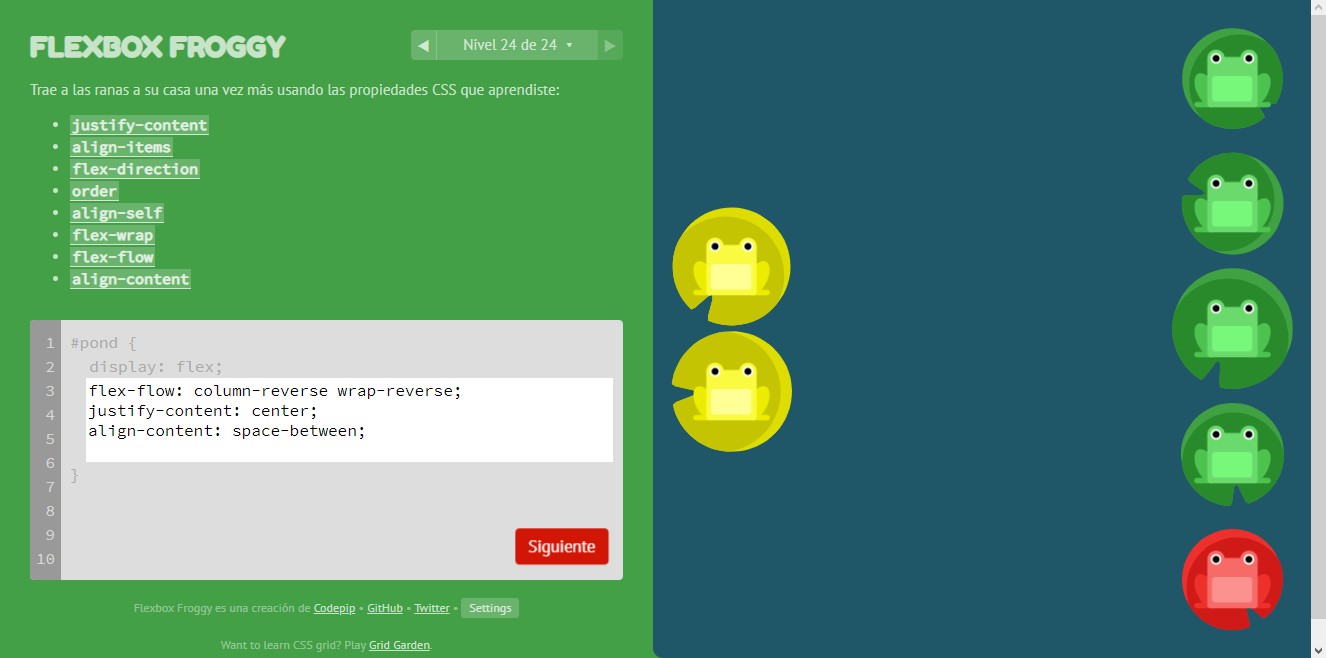 FLEXBOX FROGGY
◀ Nivel 24 de 24 ▾ ▶
Trae a las ranas a su casa una vez más usando las propiedades CSS que aprendiste:
• justify-content
• align-items
• flex-direction
• order
• align-self
• flex-wrap
• flex-flow
• align-content
1 #pond {
2 display: flex;
3 flex-flow: column-reverse wrap-reverse;
4 justify-content: center;
5 align-content: space-between;
6 }
7
8
9
10
Siguiente
Flexbox Froggy es una creación de Codepip • GitHub • Twitter • Settings
Want to learn CSS grid? Play Grid Garden.